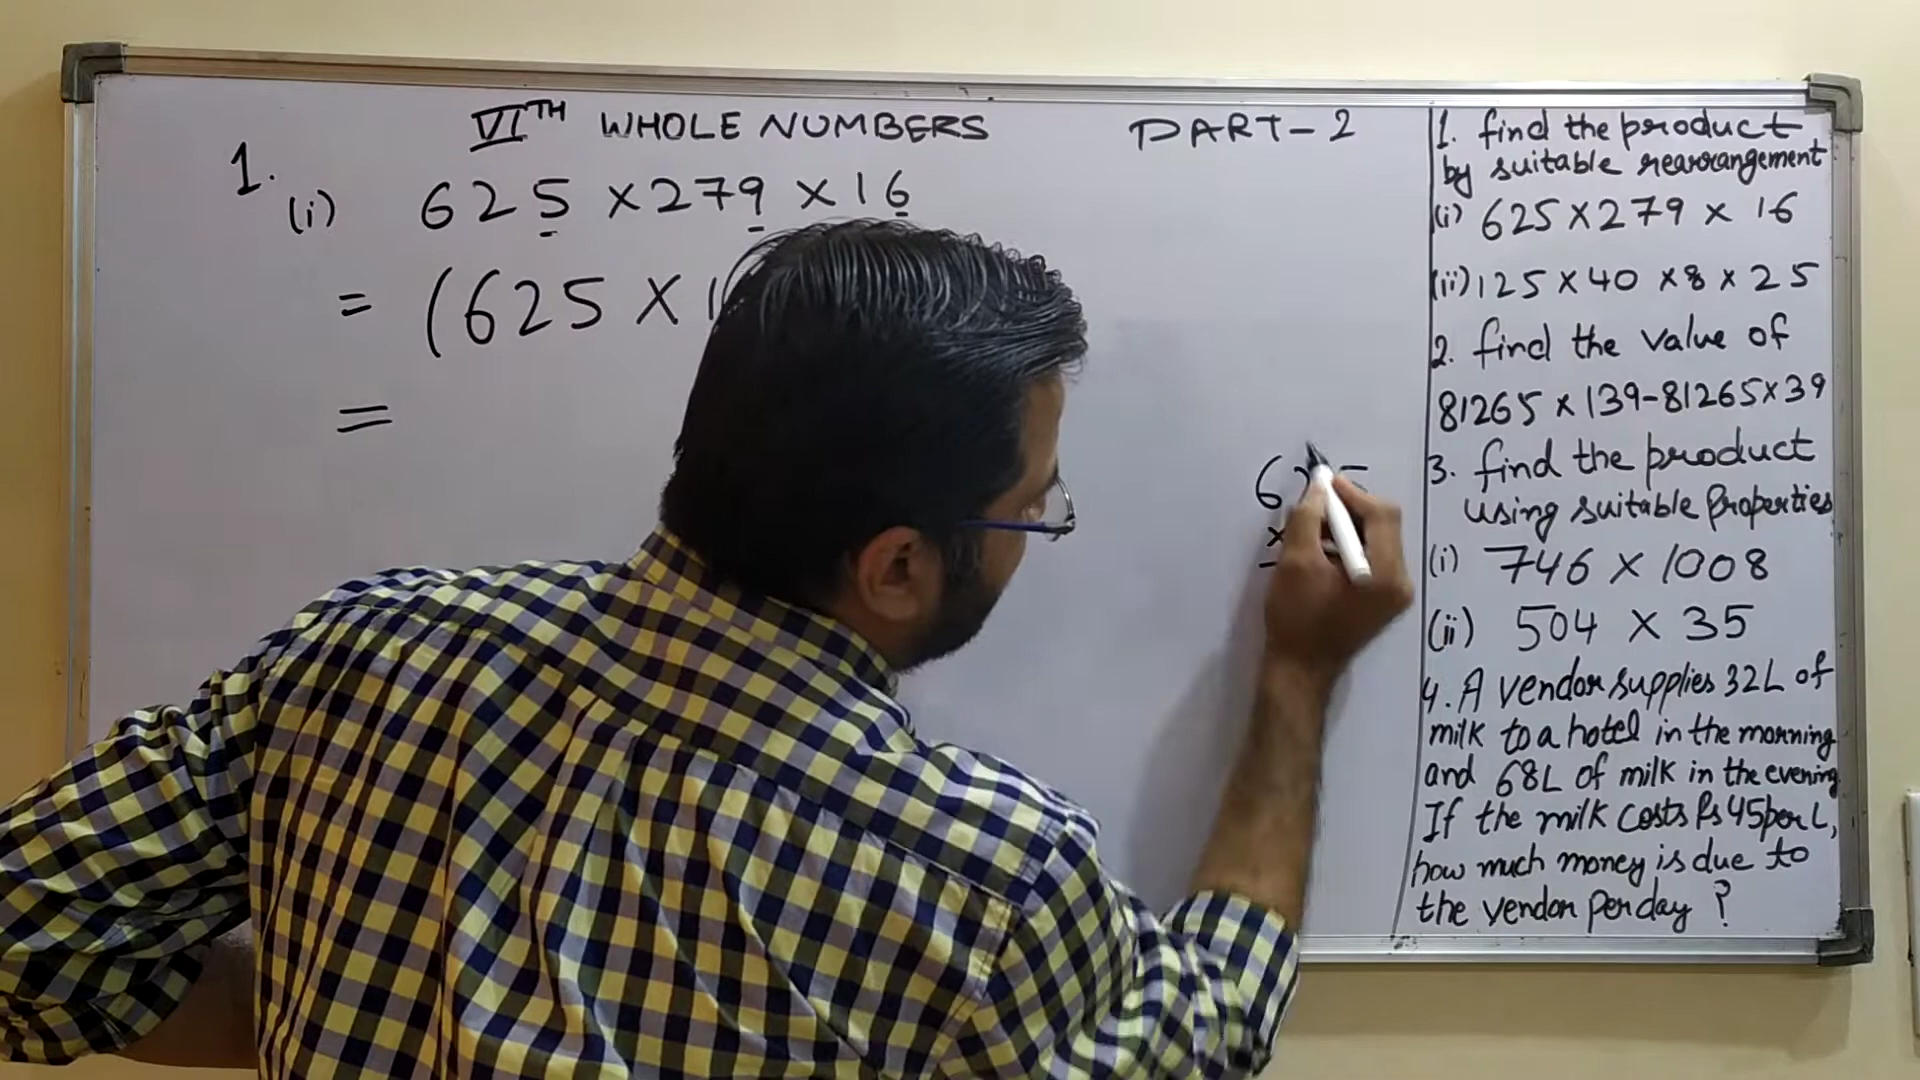 VITH WHOLE NUMBERS PART-2
1.
(i) 625 × 279 × 16
= (625 × 1
=
6
×
1. find the product
by suitable rearrangement
(i) 625 × 279 × 16
(ii) 125 × 40 × 8 × 25
2. find the value of
81265 × 139 - 81265 × 39
3. find the product
using suitable properties
(i) 746 × 1008
(ii) 504 × 35
4. A vendor supplies 32L of
milk to a hotel in the morning
and 68L of milk in the evening.
If the milk costs Rs 45 per L,
how much money is due to
the vendor per day ?